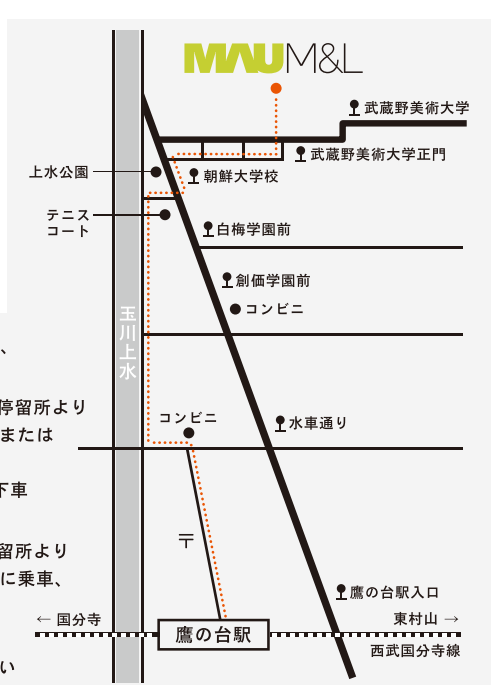 MAU M&L
武蔵野美術大学
武蔵野美術大学正門
上水公園
朝鮮大学校
テニス
コート
白梅学園前
創価学園前
コンビニ
玉川上水
、
停留所より
または
コンビニ
水車通り
下車
留所より
に乗車、
〒
鷹の台駅入口
← 国分寺
東村山 →
鷹の台駅
西武国分寺線
い